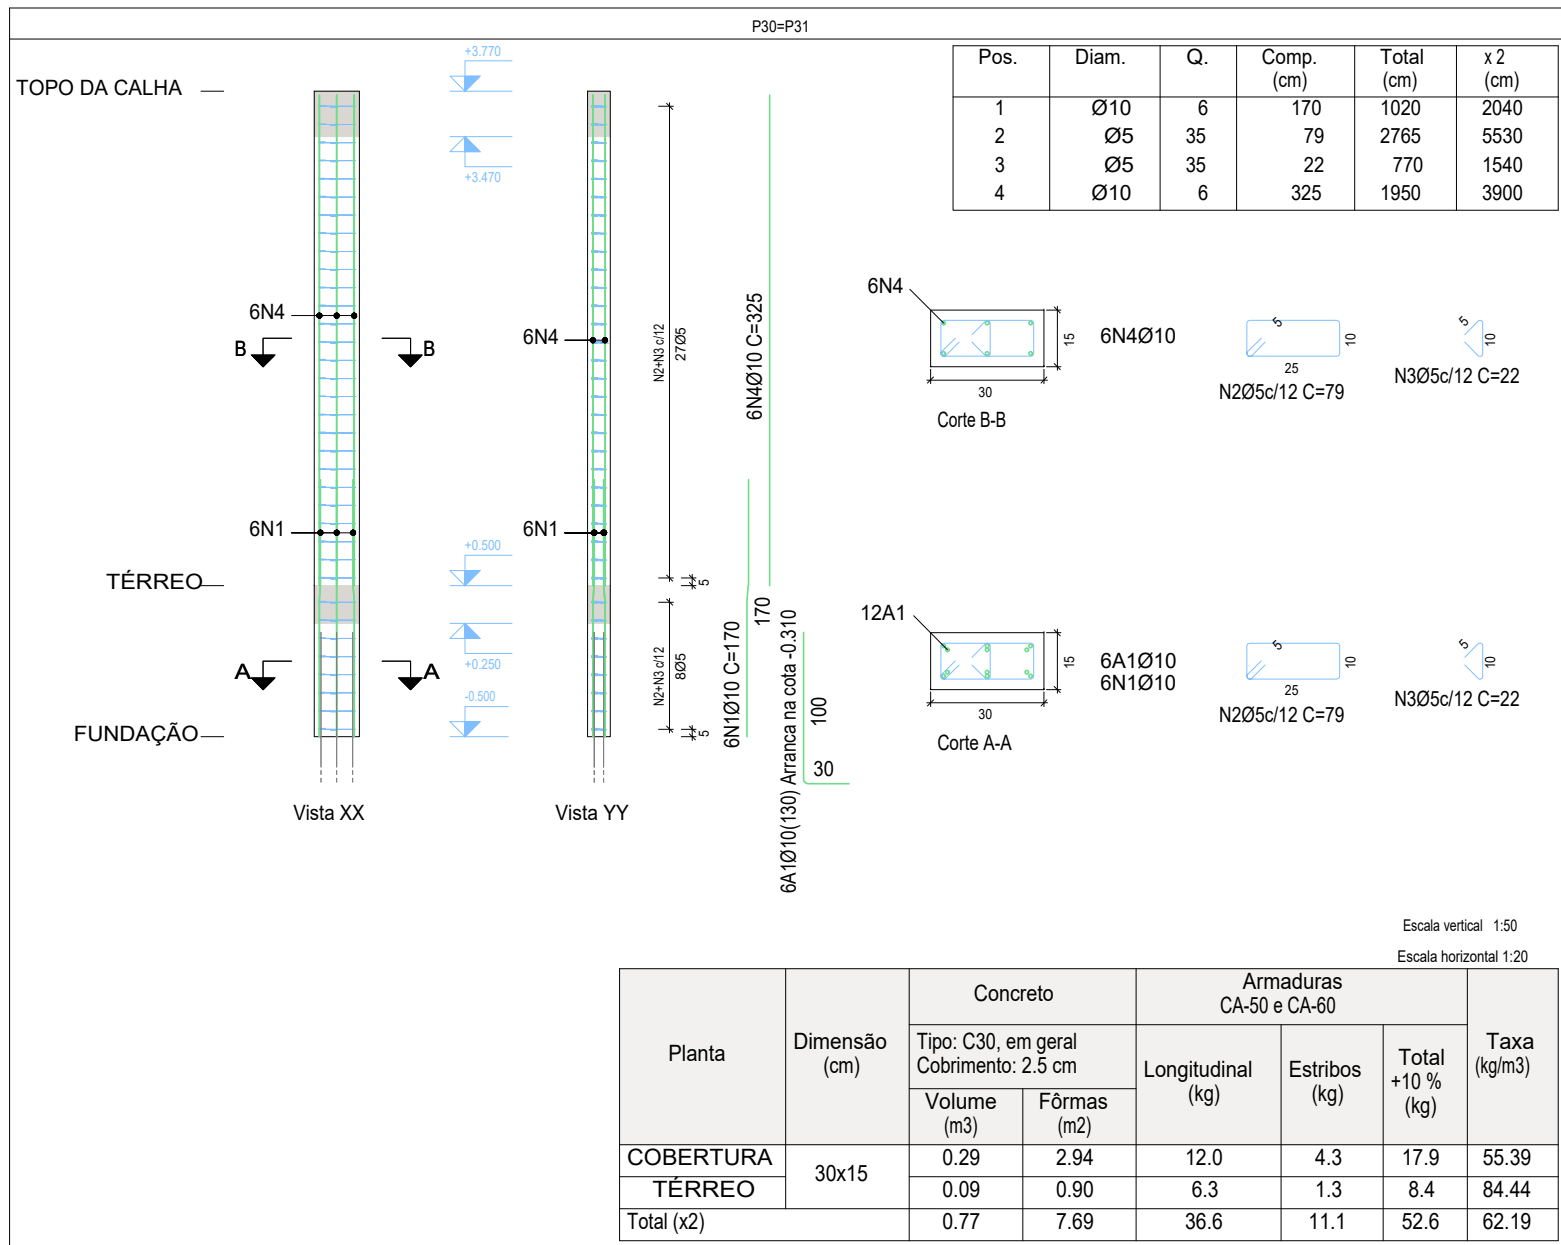 P30=P31
TOPO DA CALHA
TÉRREO
FUNDAÇÃO
6N4
B
B
6N1
A
A
Vista XX
+3.770
+3.470
+0.500
+0.250
-0.500
6N4
6N1
Vista YY
N2+N3 c/12
27Ø5
5
N2+N3 c/12
8Ø5
5
6N4Ø10 C=325
6N1Ø10 C=170
170
6A1Ø10(130) Arranca na cota -0.310
100
30
Pos. Diam. Q. Comp. (cm) Total (cm) x 2 (cm)
1 Ø10 6 170 1020 2040
2 Ø5 35 79 2765 5530
3 Ø5 35 22 770 1540
4 Ø10 6 325 1950 3900
6N4
15
30
Corte B-B
6N4Ø10
5
10
25
N2Ø5c/12 C=79
5
10
N3Ø5c/12 C=22
12A1
15
30
Corte A-A
6A1Ø10
6N1Ø10
5
10
25
N2Ø5c/12 C=79
5
10
N3Ø5c/12 C=22
Escala vertical 1:50
Escala horizontal 1:20
Planta
Dimensão
(cm)
Concreto
Tipo: C30, em geral
Cobrimento: 2.5 cm
Volume
(m3)
Fôrmas
(m2)
Armaduras
CA-50 e CA-60
Longitudinal
(kg)
Estribos
(kg)
Total
+10 %
(kg)
Taxa
(kg/m3)
COBERTURA 30x15 0.29 2.94 12.0 4.3 17.9 55.39
TÉRREO 0.09 0.90 6.3 1.3 8.4 84.44
Total (x2) 0.77 7.69 36.6 11.1 52.6 62.19